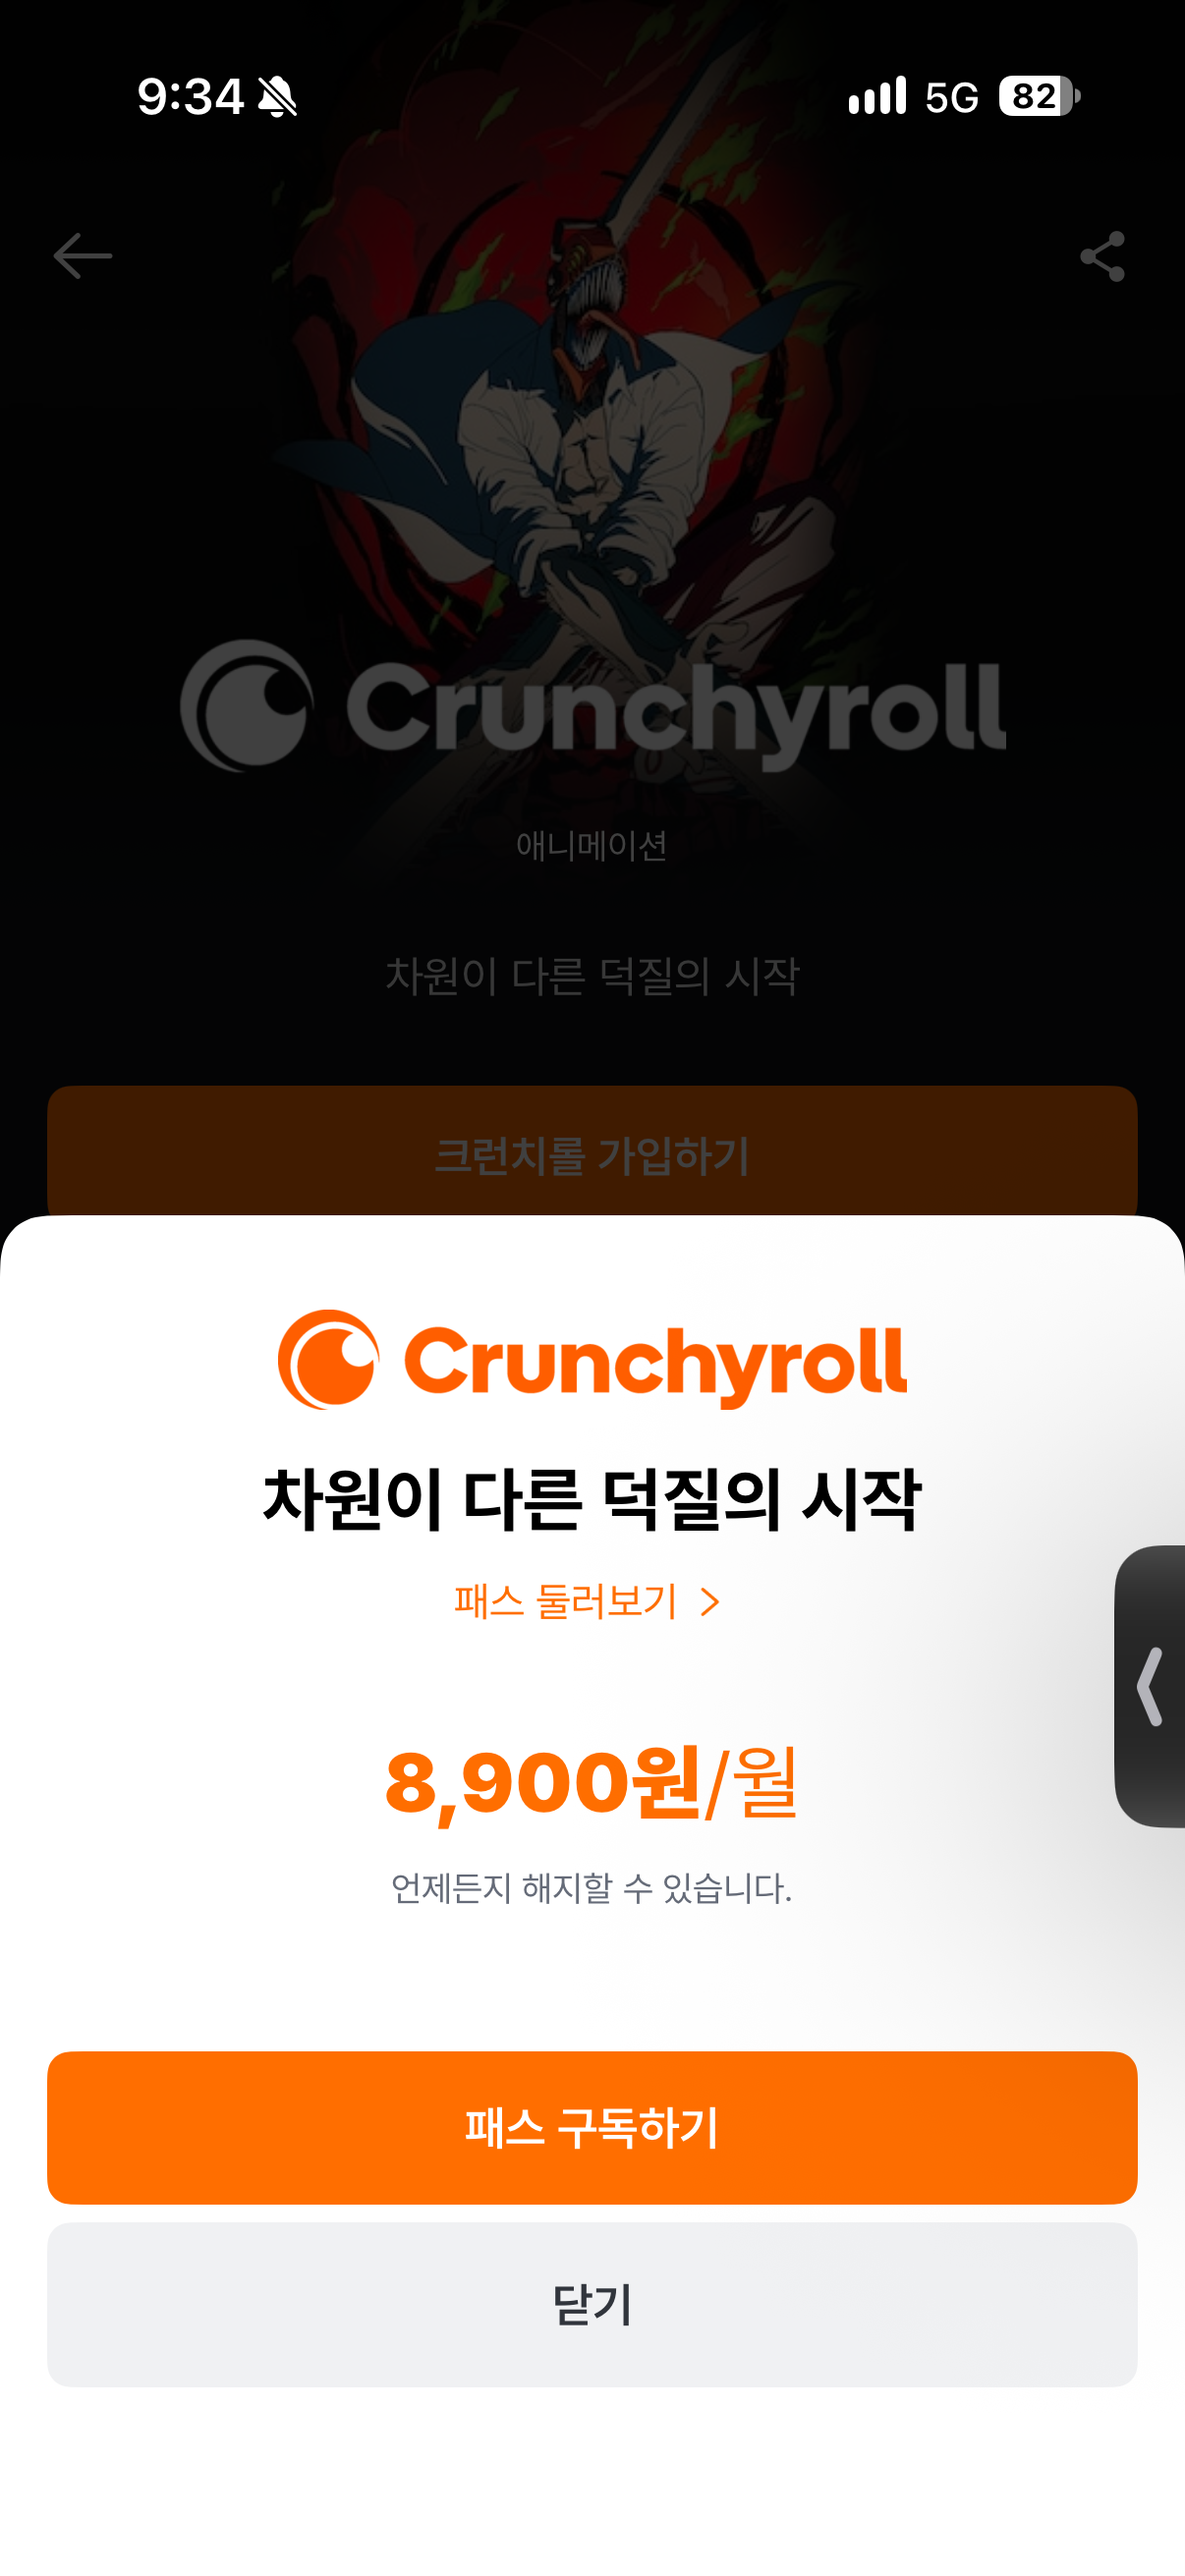 9:34
5G
82
Crunchyroll
애니메이션
차원이 다른 덕질의 시작
크런치롤 가입하기
Crunchyroll
차원이 다른 덕질의 시작
패스 둘러보기
8,900원/월
언제든지 해지할 수 있습니다.
패스 구독하기
닫기